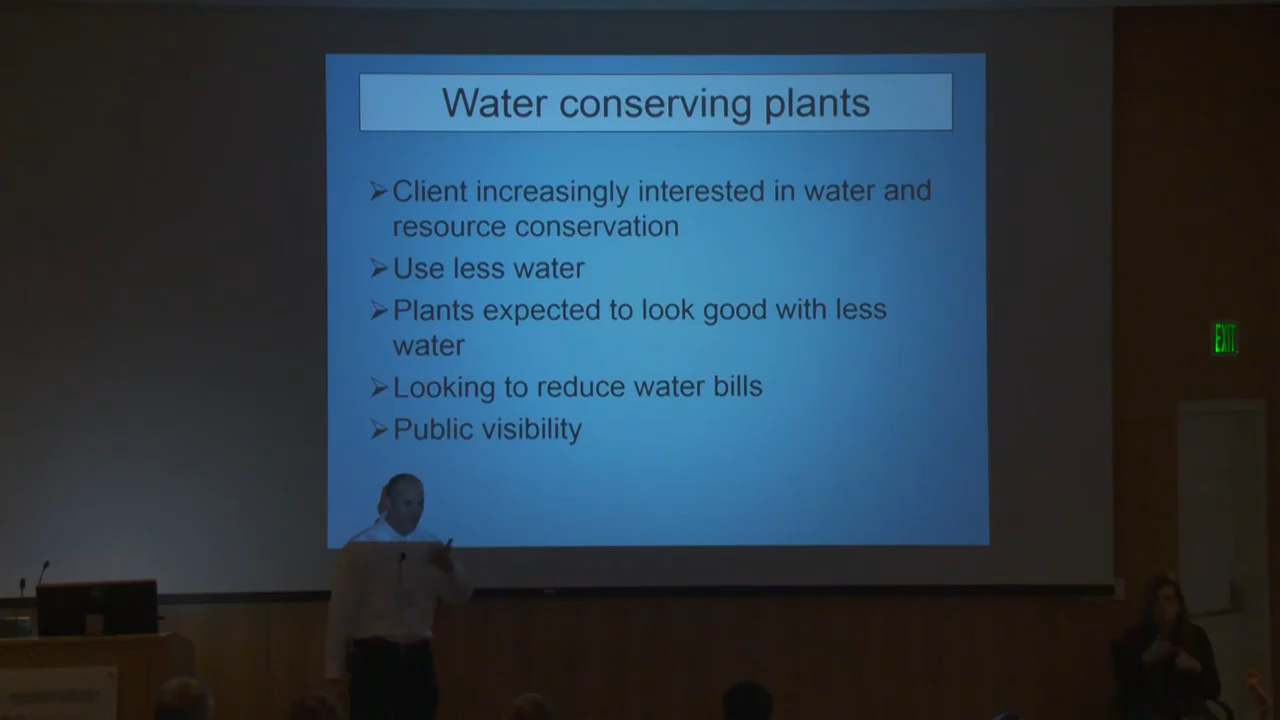 Water conserving plants
➢Client increasingly interested in water and
resource conservation
➢Use less water
➢Plants expected to look good with less
water
➢Looking to reduce water bills
➢Public visibility
EXIT